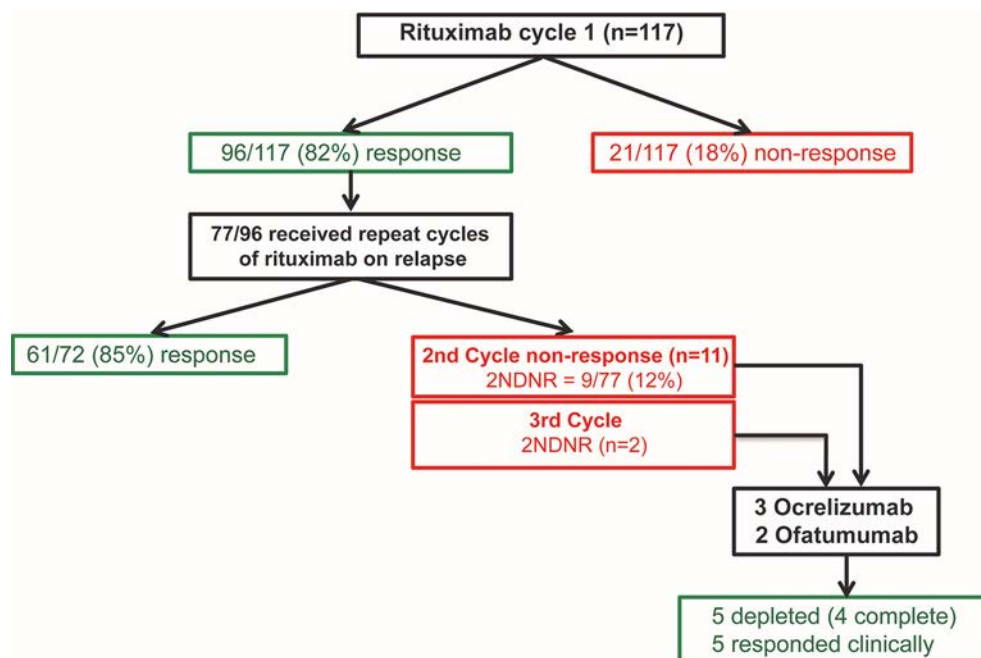 Rituximab cycle 1 (n=117)
96/117 (82%) response
21/117 (18%) non-response
77/96 received repeat cycles
of rituximab on relapse
61/72 (85%) response
2nd Cycle non-response (n=11)
2NDNR = 9/77 (12%)
3rd Cycle
2NDNR (n=2)
3 Ocrelizumab
2 Ofatumumab
5 depleted (4 complete)
5 responded clinically